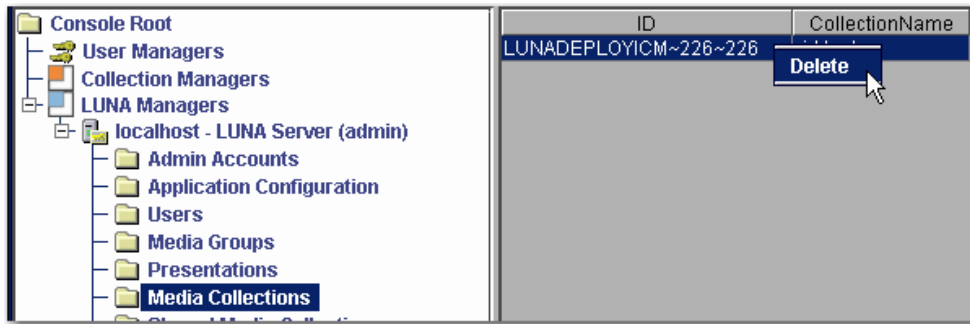 Console Root
User Managers
Collection Managers
LUNA Managers
localhost - LUNA Server (admin)
Admin Accounts
Application Configuration
Users
Media Groups
Presentations
Media Collections
ID CollectionName
LUNADEPLOYICM~226~226
Delete